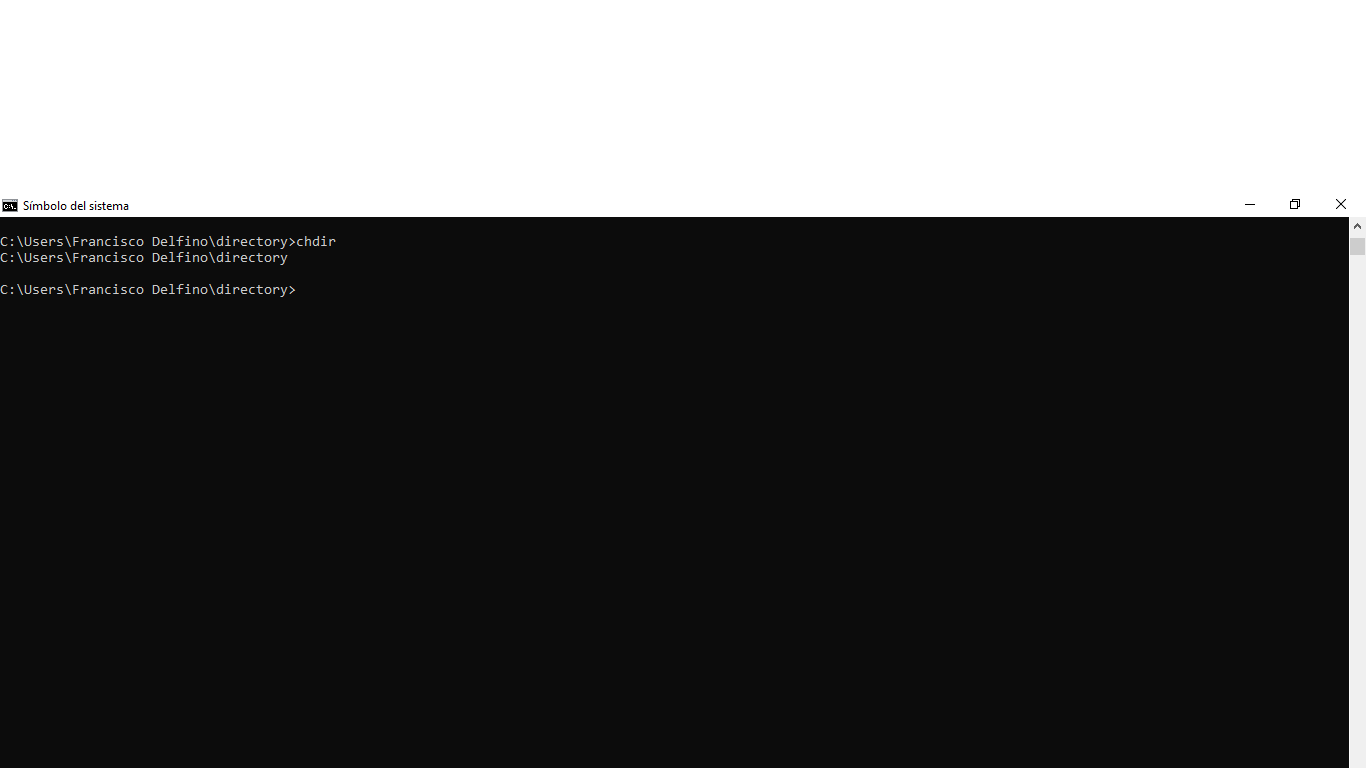 Símbolo del sistema
C:\Users\Francisco Delfino\directory>chdir
C:\Users\Francisco Delfino\directory
C:\Users\Francisco Delfino\directory>